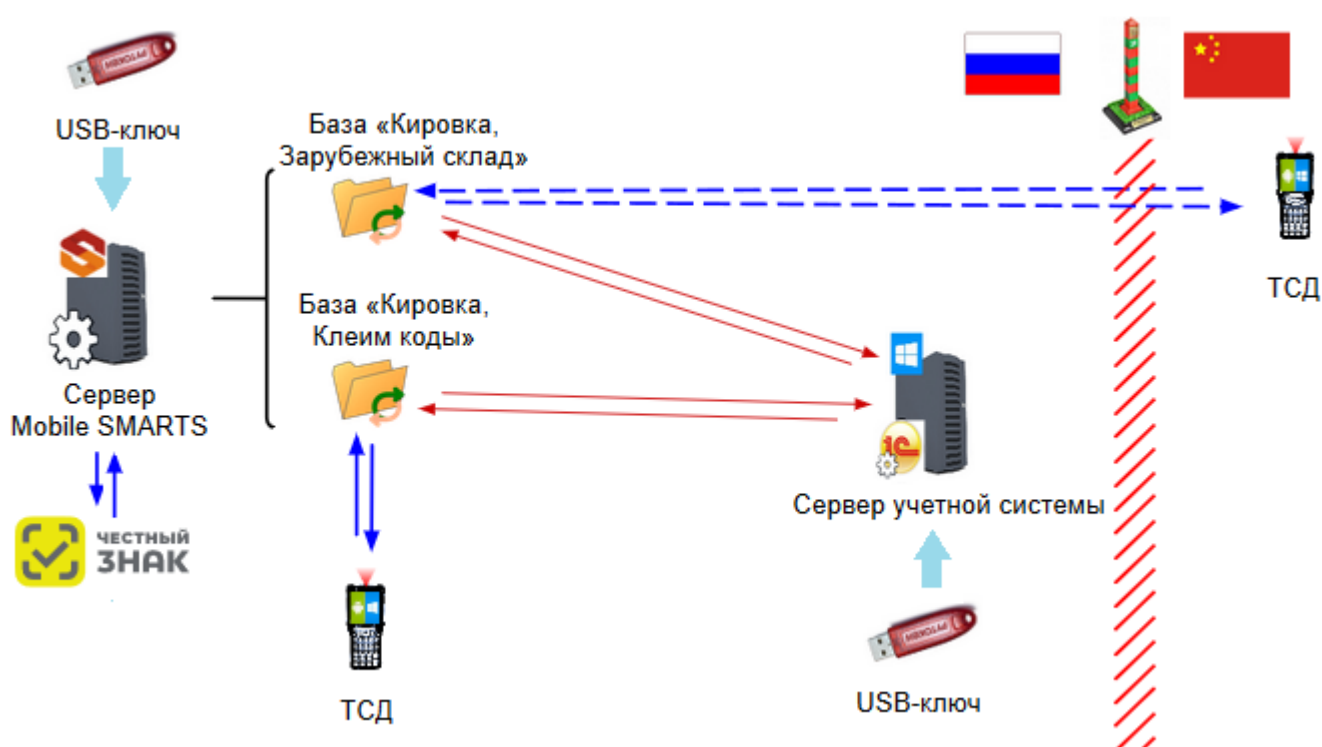 USB-ключ
База «Кировка,
Зарубежный склад»
ТСД
База «Кировка,
Клеим коды»
Сервер
Mobile SMARTS
1С
Сервер учетной системы
ЧЕСТНЫЙ
ЗНАК
ТСД
USB-ключ